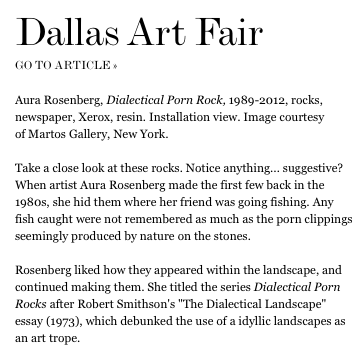 Dallas Art Fair
GO TO ARTICLE »
Aura Rosenberg, Dialectical Porn Rock, 1989-2012, rocks,
newspaper, Xerox, resin. Installation view. Image courtesy
of Martos Gallery, New York.
Take a close look at these rocks. Notice anything... suggestive?
When artist Aura Rosenberg made the first few back in the
1980s, she hid them where her friend was going fishing. Any
fish caught were not remembered as much as the porn clippings
seemingly produced by nature on the stones.
Rosenberg liked how they appeared within the landscape, and
continued making them. She titled the series Dialectical Porn
Rocks after Robert Smithson's "The Dialectical Landscape"
essay (1973), which debunked the use of a idyllic landscapes as
an art trope.